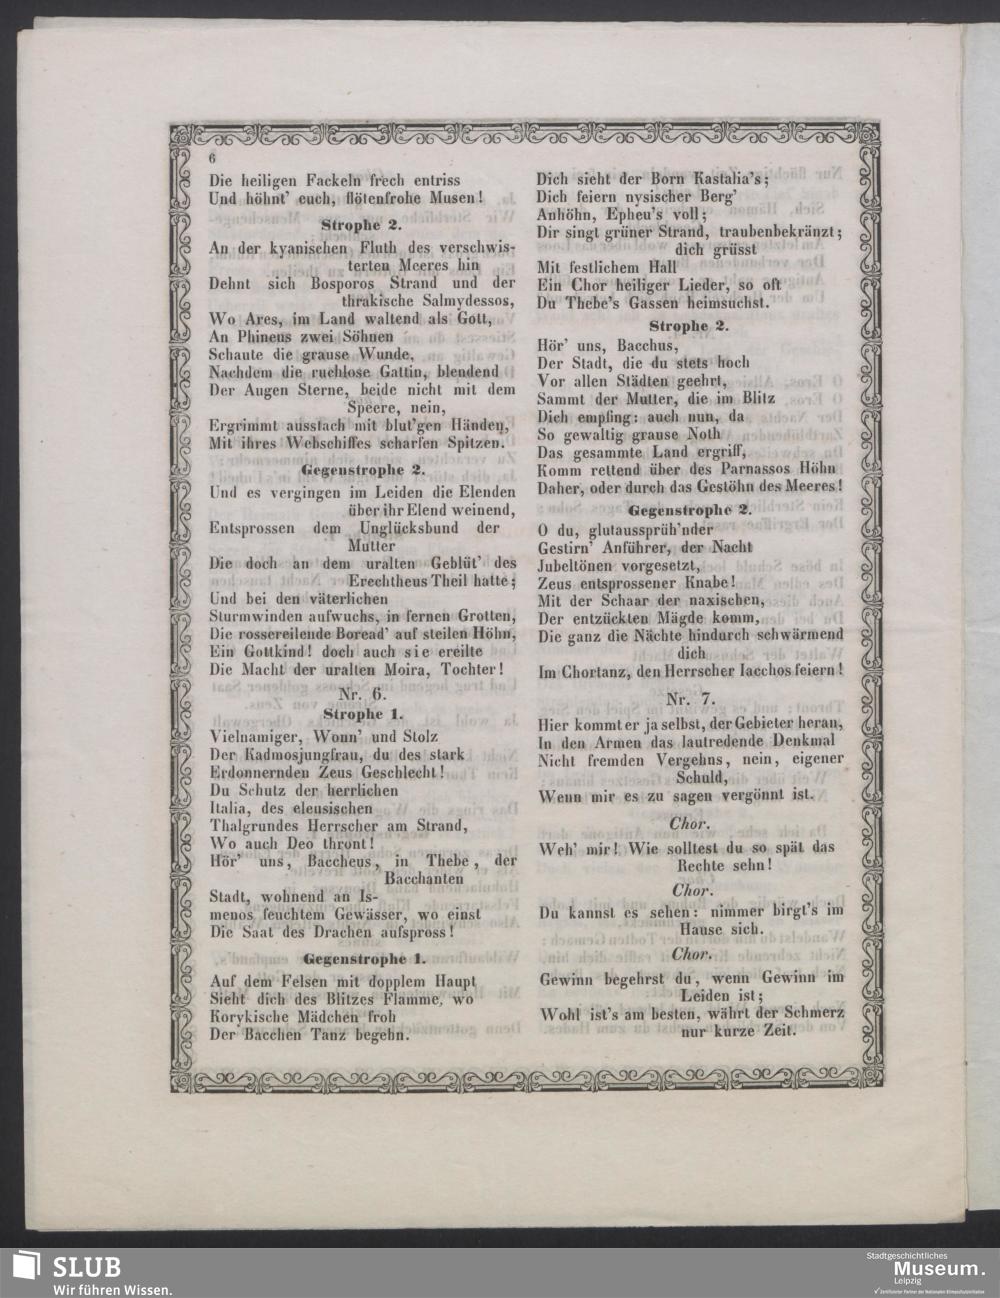 6
Die heiligen Fackeln frech entriss
Und höhnt' euch, flötenfrohe Musen!
Strophe 2.
An der kyanischen Fluth des verschwis-
terten Meeres hin
Dehnt sich Bosporos Strand und der
thrakische Salmydessos,
Wo Ares, im Land waltend als Gott,
An Phineus zwei Söhnen
Schaute die grause Wunde,
Nachdem die ruchlose Gattin, blendend
Der Augen Sterne, beide nicht mit dem
Speere, nein,
Ergrimmt ausstach mit blut'gen Händen,
Mit ihres Webschiffes scharfen Spitzen.
Gegenstrophe 2.
Und es vergingen im Leiden die Elenden
über ihr Elend weinend,
Entsprossen dem Unglücksbund der
Mutter
Die doch an dem uralten Geblüt' des
Erechtheus Theil hatte;
Und bei den väterlichen
Sturmwinden aufwuchs, in fernen Grotten,
Die rossereilende Boread' auf steilen Höhn,
Ein Gottkind! doch auch sie ereilte
Die Macht der uralten Moira, Tochter!
Nr. 6.
Strophe 1.
Vielnamiger, Wonn' und Stolz
Der Kadmosjungfrau, du des stark
Erdonnernden Zeus Geschlecht!
Du Schutz der herrlichen
Italia, des eleusischen
Thalgrundes Herrscher am Strand,
Wo auch Deo thront!
Hör' uns, Baccheus, in Thebe, der
Bacchanten
Stadt, wohnend an Is-
menos feuchtem Gewässer, wo einst
Die Saat des Drachen aufspross!
Gegenstrophe 1.
Auf dem Felsen mit dopplem Haupt
Sieht dich des Blitzes Flamme, wo
Korykische Mädchen froh
Der Bacchen Tanz begehn.
Dich sieht der Born Kastalia's;
Dich feiern nysischer Berg'
Anhöhn, Epheu's voll;
Dir singt grüner Strand, traubenbekränzt;
dich grüsst
Mit festlichem Hall
Ein Chor heiliger Lieder, so oft
Du Thebe's Gassen heimsuchst.
Strophe 2.
Hör' uns, Bacchus,
Der Stadt, die du stets hoch
Vor allen Städten geehrt,
Sammt der Mutter, die im Blitz
Dich empfing: auch nun, da
So gewaltig grause Noth
Das gesammte Land ergriff,
Komm rettend über des Parnassos Höhn
Daher, oder durch das Gestöhn des Meeres!
Gegenstrophe 2.
O du, glutaussprüh'nder
Gestirn' Anführer, der Nacht
Jubeltönen vorgesetzt,
Zeus entsprossener Knabe!
Mit der Schaar der naxischen,
Der entzückten Mägde komm,
Die ganz die Nächte hindurch schwärmend
dich
Im Chortanz, den Herrscher Iacchos feiern!
Nr. 7.
Hier kommt er ja selbst, der Gebieter heran,
In den Armen das lautredende Denkmal
Nicht fremden Vergehns, nein, eigener
Schuld,
Wenn mir es zu sagen vergönnt ist.
Chor.
Weh' mir! Wie solltest du so spät das
Rechte sehn!
Chor.
Du kannst es sehen: nimmer birgt's im
Hause sich.
Chor.
Gewinn begehrst du, wenn Gewinn im
Leiden ist;
Wohl ist's am besten, währt der Schmerz
nur kurze Zeit.
SLUB
Wir führen Wissen.
Stadtgeschichtliches
Museum.
Leipzig
Zertifizierter Partner der Nationalen Klimaschutzinitiative